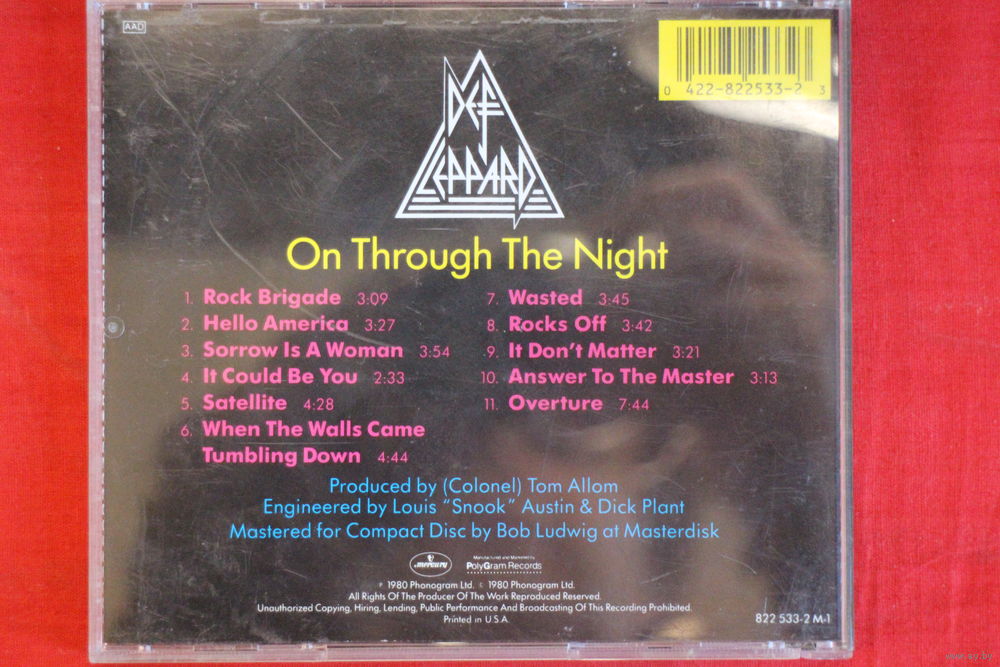 AAD
DEF
LEPPARD
0 422-822533-2 3
On Through The Night
1. Rock Brigade 3:09
2. Hello America 3:27
3. Sorrow Is A Woman 3:54
4. It Could Be You 2:33
5. Satellite 4:28
6. When The Walls Came
Tumbling Down 4:44
7. Wasted 3:45
8. Rocks Off 3:42
9. It Don't Matter 3:21
10. Answer To The Master 3:13
11. Overture 7:44
Produced by (Colonel) Tom Allom
Engineered by Louis "Snook" Austin & Dick Plant
Mastered for Compact Disc by Bob Ludwig at Masterdisk
mercury
Manufactured and Marketed by
PolyGram Records
℗ 1980 Phonogram Ltd. © 1980 Phonogram Ltd.
All Rights Of The Producer Of The Work Reproduced Reserved.
Unauthorized Copying, Hiring, Lending, Public Performance And Broadcasting Of This Recording Prohibited.
Printed in U.S.A.
822 533-2 M-1